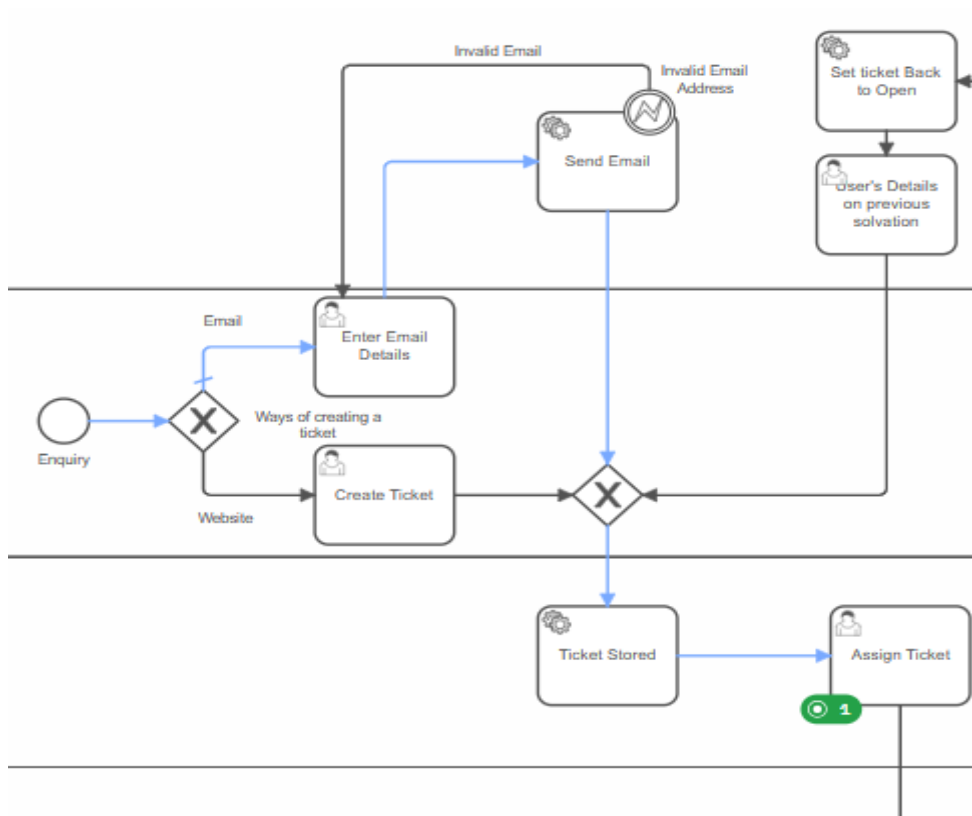 Invalid Email
Invalid Email
Address
Set ticket Back
to Open
Send Email
User's Details
on previous
solvation
Email
Enter Email
Details
Ways of creating a
ticket
Enquiry
Create Ticket
Website
Ticket Stored
Assign Ticket
1